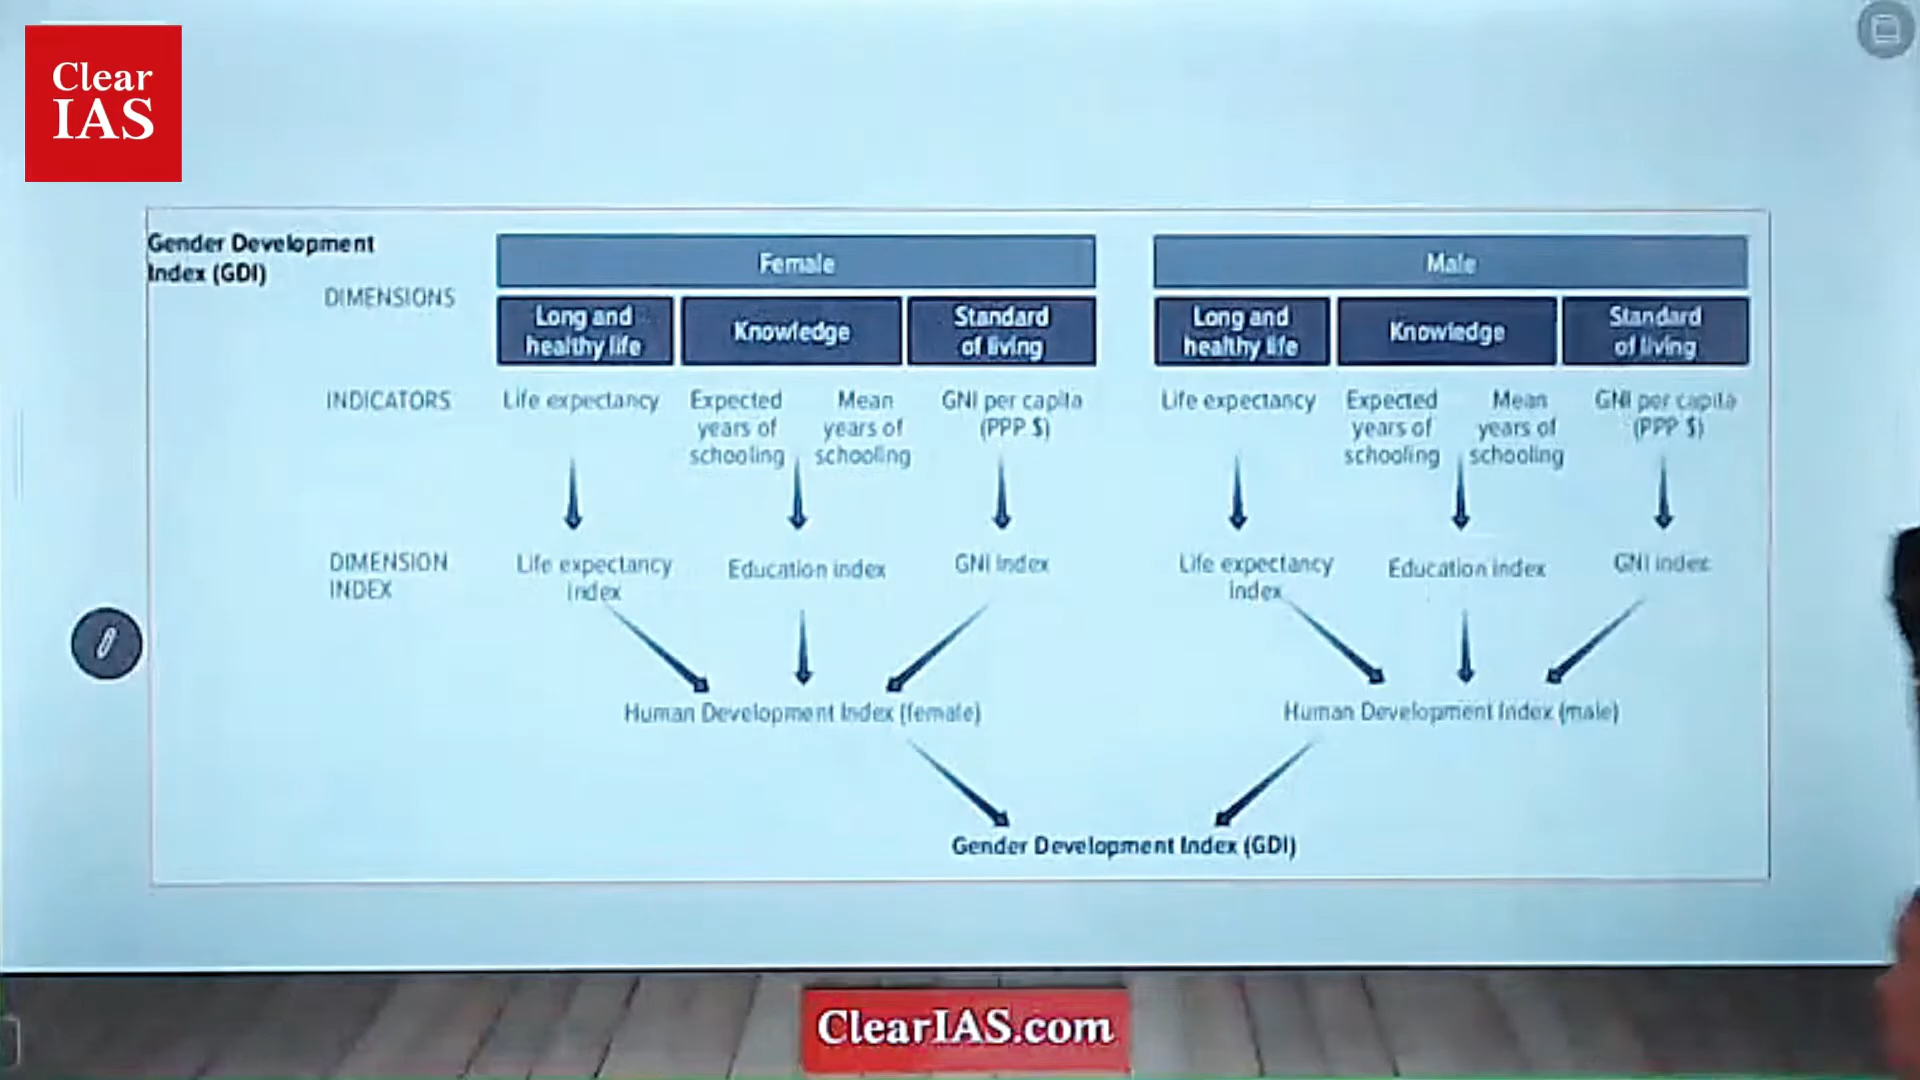 Clear
IAS
Gender Development
Index (GDI)
DIMENSIONS
Female
Long and
healthy life
Knowledge
Standard
of living
Male
Long and
healthy life
Knowledge
Standard
of living
INDICATORS
Life expectancy
Expected
years of
schooling
Mean
years of
schooling
GNI per capita
(PPP $)
Life expectancy
Expected
years of
schooling
Mean
years of
schooling
GNI per capita
(PPP $)
DIMENSION
INDEX
Life expectancy
index
Education index
GNI index
Life expectancy
index
Education index
GNI index
Human Development Index (female)
Human Development Index (male)
Gender Development Index (GDI)
ClearIAS.com